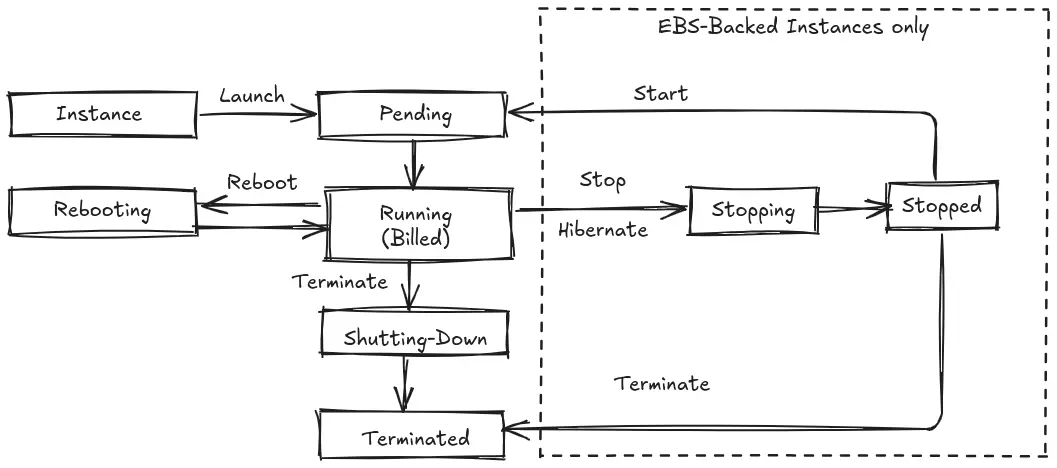 EBS-Backed Instances only
Launch
Start
Instance
Pending
Reboot
Stop
Rebooting
Running
(Billed)
Stopping
Stopped
Hibernate
Terminate
Shutting-Down
Terminate
Terminated